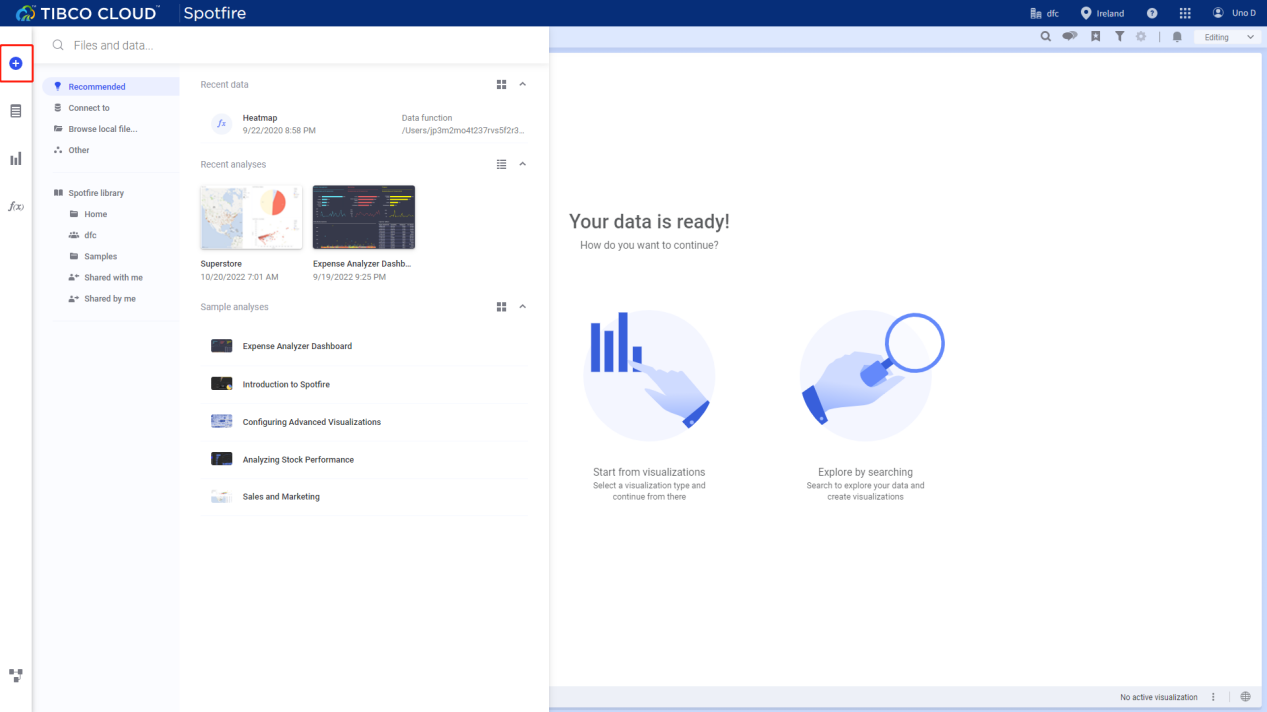 TIBCO CLOUD™ Spotfire
dfc
Ireland
Uno D
Files and data...
Editing
Recommended
Connect to
Browse local file...
Other
Spotfire library
Home
dfc
Samples
Shared with me
Shared by me
Recent data
Heatmap
9/22/2020 8:58 PM
Data function
/Users/jp3m2mo4t237rvs5f2r3...
Recent analyses
Superstore
10/20/2022 7:01 AM
Expense Analyzer Dashb...
9/19/2022 9:25 PM
Sample analyses
Expense Analyzer Dashboard
Introduction to Spotfire
Configuring Advanced Visualizations
Analyzing Stock Performance
Sales and Marketing
f(x)
Your data is ready!
How do you want to continue?
Start from visualizations
Select a visualization type and
continue from there
Explore by searching
Search to explore your data and
create visualizations
No active visualization